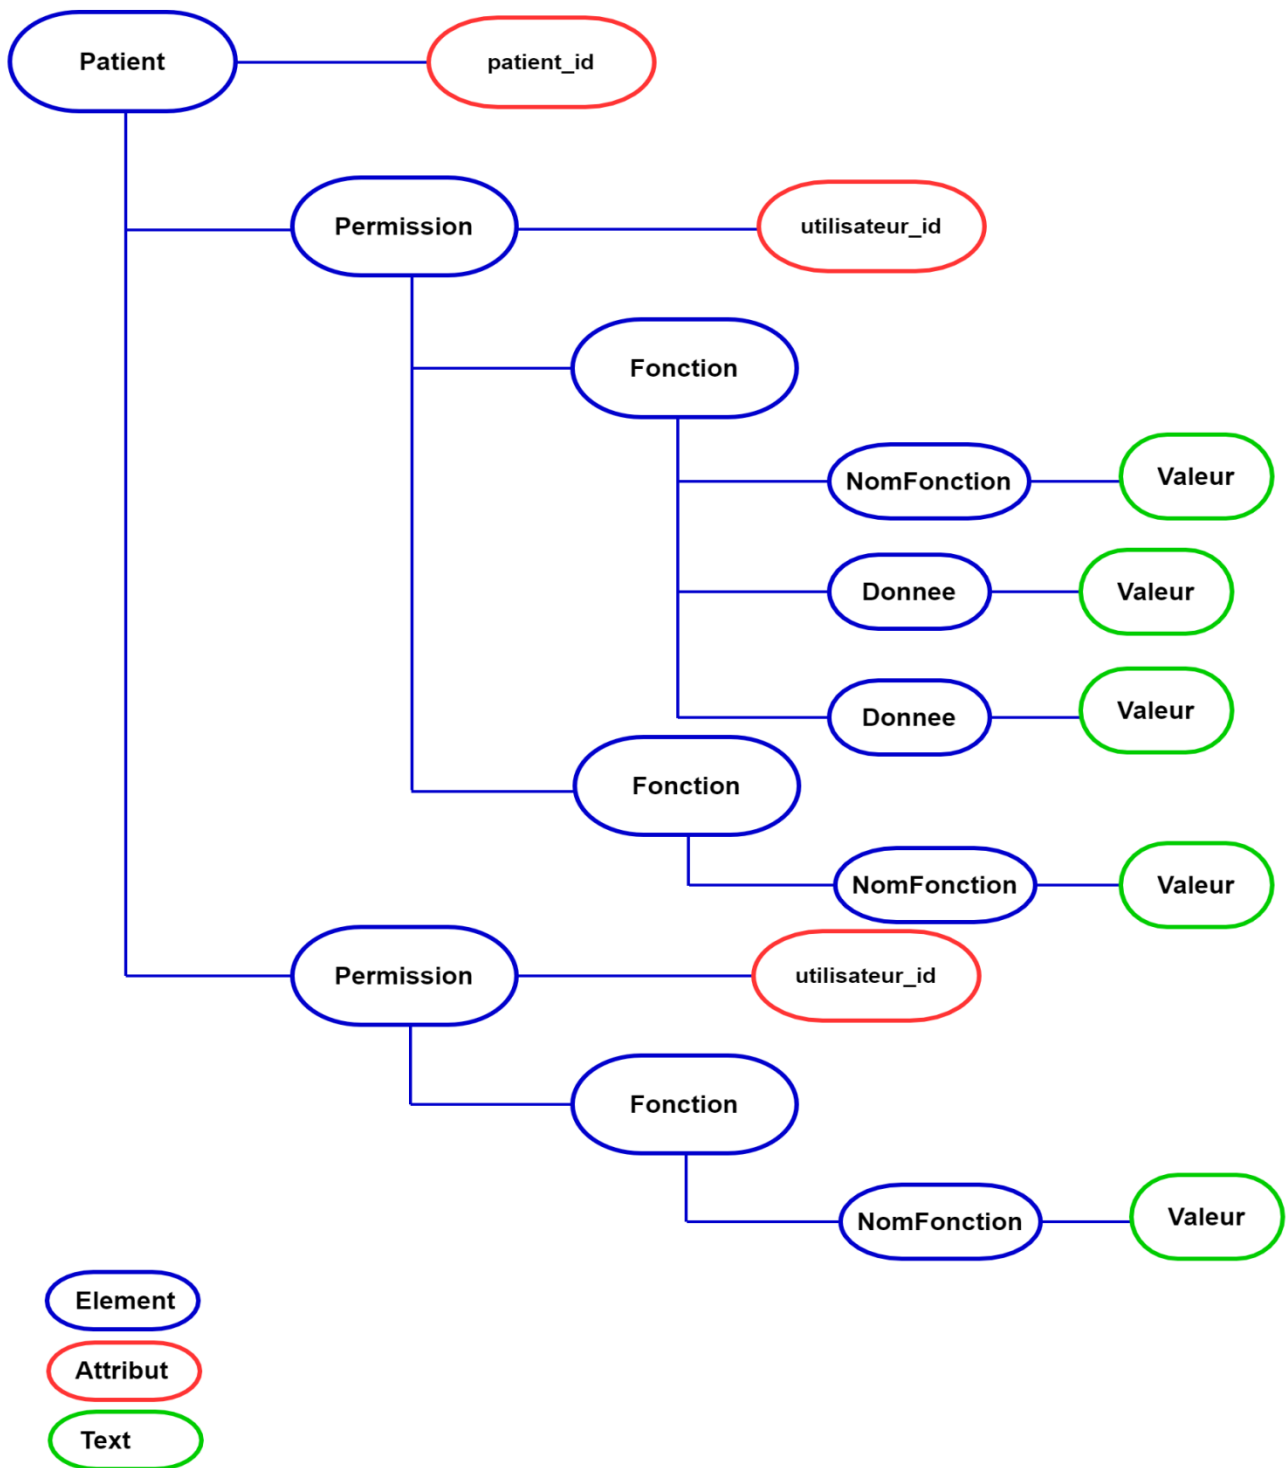 Patient
patient_id
Permission
utilisateur_id
Fonction
NomFonction
Valeur
Donnee
Valeur
Donnee
Valeur
Fonction
NomFonction
Valeur
Permission
utilisateur_id
Fonction
NomFonction
Valeur
Element
Attribut
Text